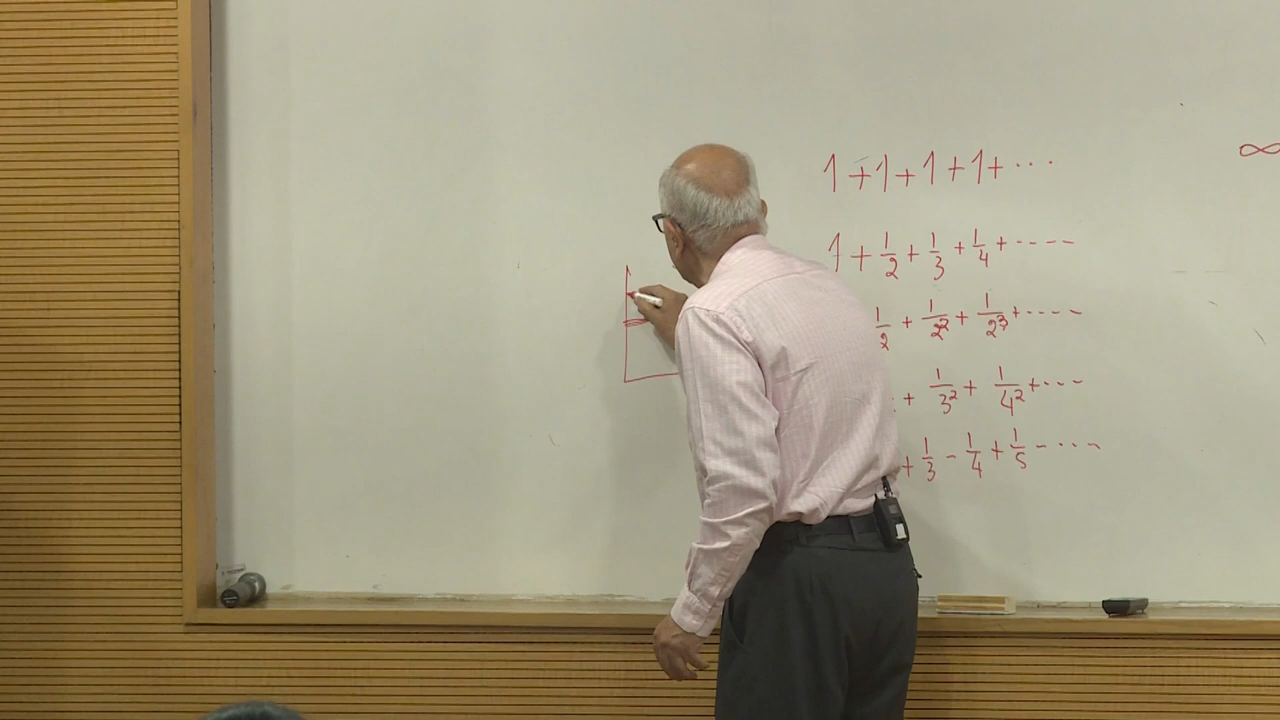 1 + 1 + 1 + 1 + ··· ∞
1 + 1/2 + 1/3 + 1/4 + ----
1/2 + 1/2² + 1/2³ + ----
+ 1/3² + 1/4² + ---
+ 1/3 - 1/4 + 1/5 - ----